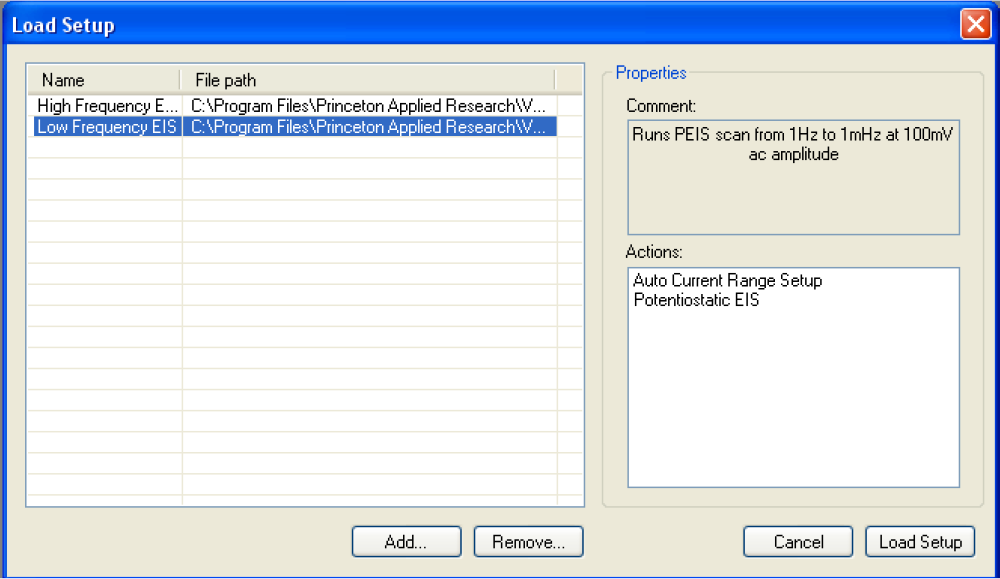 Load Setup
Name File path
High Frequency E... C:\Program Files\Princeton Applied Research\V...
Low Frequency EIS C:\Program Files\Princeton Applied Research\V...
Properties
Comment:
Runs PEIS scan from 1Hz to 1mHz at 100mV
ac amplitude
Actions:
Auto Current Range Setup
Potentiostatic EIS
Add... Remove... Cancel Load Setup